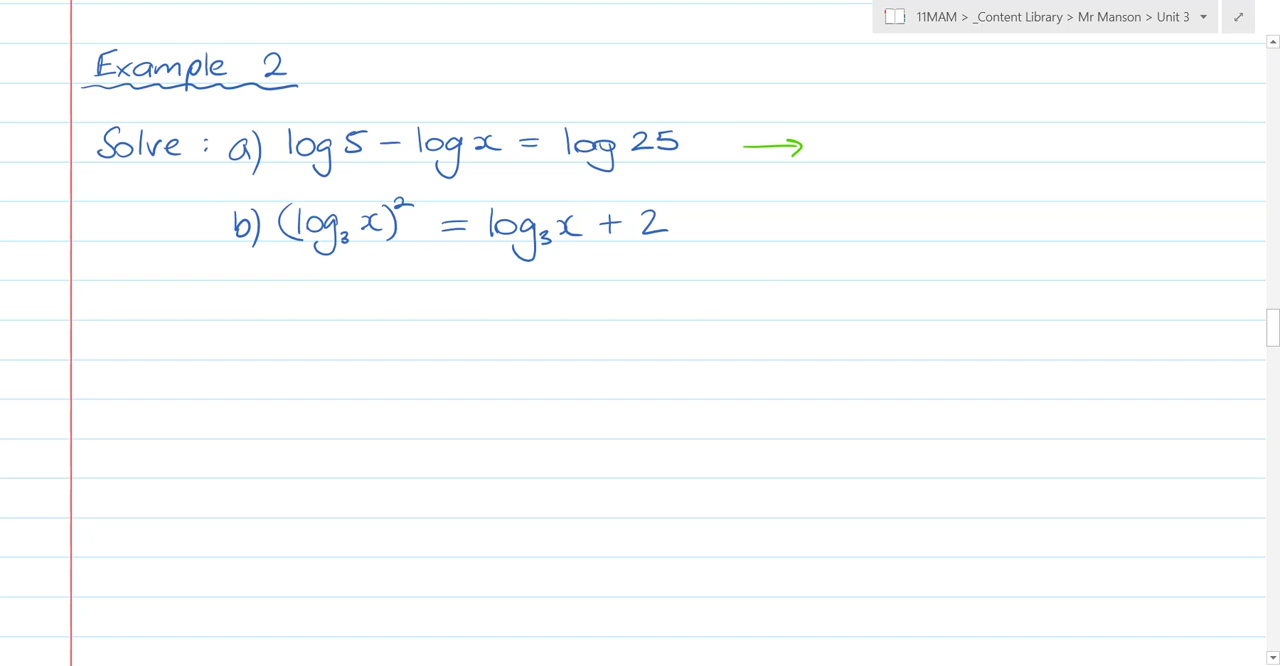 11MAM > _Content Library > Mr Manson > Unit 3
Example 2
Solve : a) log 5 − log x = log 25 →
b) (log₃ x)² = log₃ x + 2